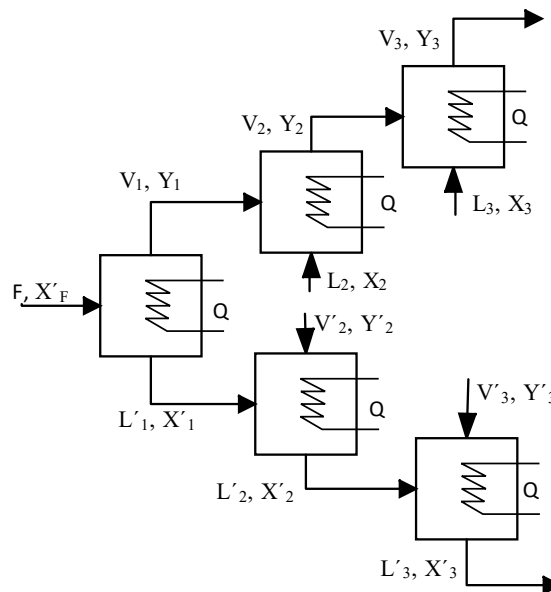 V₃, Y₃
Q
V₂, Y₂
L₃, X₃
V₁, Y₁
Q
L₂, X₂
F, X′F
Q
V′₂, Y′₂
L′₁, X′₁
Q
V′₃, Y′₃
L′₂, X′₂
Q
L′₃, X′₃